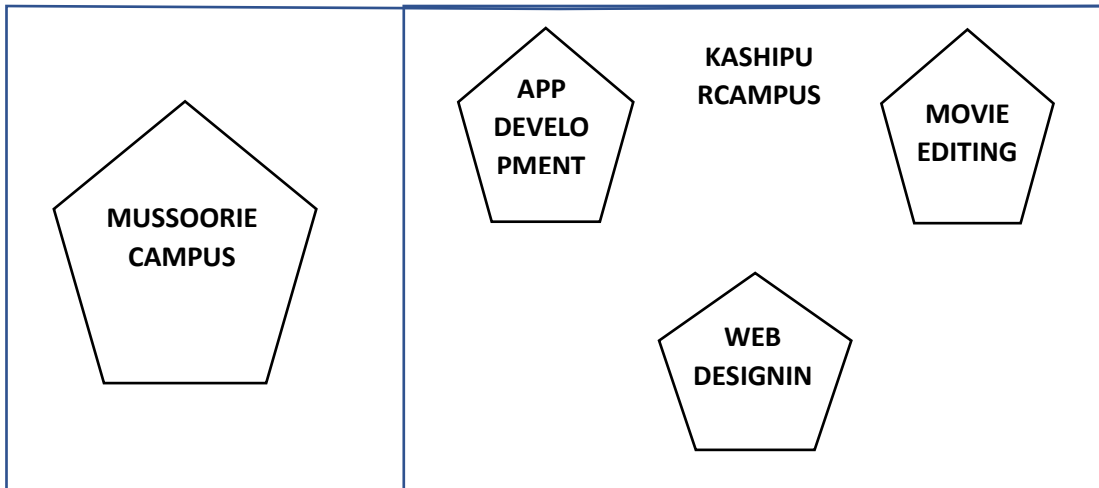 MUSSOORIE
CAMPUS
APP
DEVELO
PMENT
KASHIPU
RCAMPUS
MOVIE
EDITING
WEB
DESIGNIN